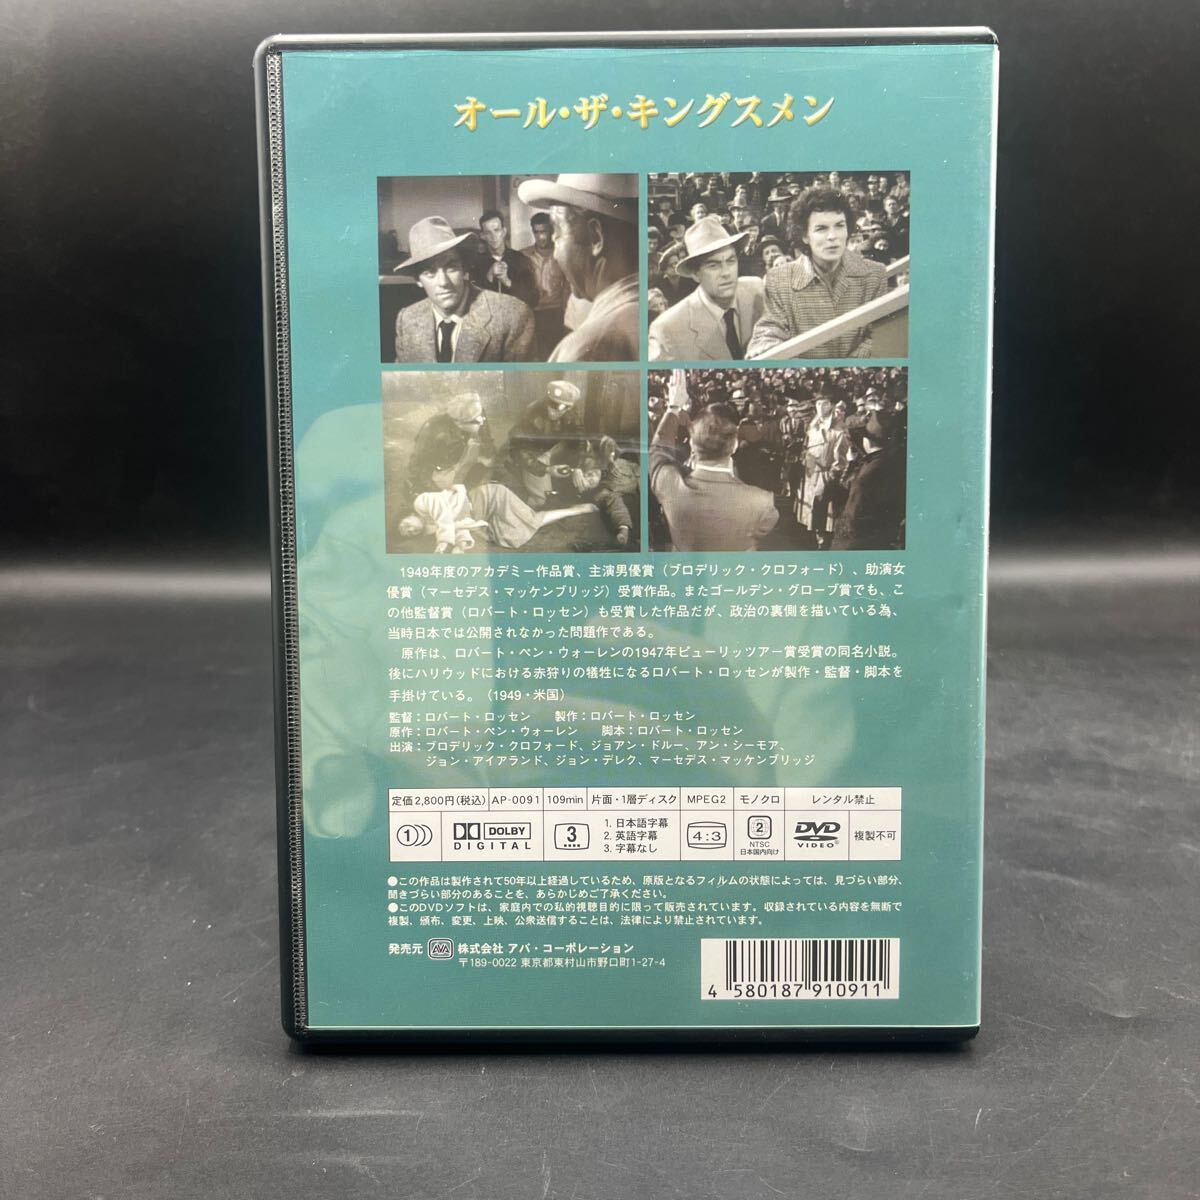 オール・ザ・キングスメン
1949年度のアカデミー作品賞、主演男優賞（ブロデリック・クロフォード）、助演女
優賞（マーセデス・マッケンブリッジ）受賞作品。またゴールデン・グローブ賞でも、こ
の他監督賞（ロバート・ロッセン）も受賞した作品だが、政治の裏側を描いている為、
当時日本では公開されなかった問題作である。
原作は、ロバート・ペン・ウォーレンの1947年ピューリッツアー賞受賞の同名小説。
後にハリウッドにおける赤狩りの犠牲になるロバート・ロッセンが製作・監督・脚本を
手掛けている。（1949・米国）
監督：ロバート・ロッセン　製作：ロバート・ロッセン
原作：ロバート・ペン・ウォーレン　脚本：ロバート・ロッセン
出演：ブロデリック・クロフォード、ジョアン・ドルー、アン・シーモア、
ジョン・アイアランド、ジョン・デレク、マーセデス・マッケンブリッジ
定価2,800円(税込) AP-0091 109min 片面・1層ディスク MPEG2 モノクロ レンタル禁止
1 DOLBY DIGITAL 3 1. 日本語字幕
2. 英語字幕
3. 字幕なし
4:3 2 NTSC 日本国内向け DVD VIDEO 複製不可
●この作品は製作されて50年以上経過しているため、原版となるフィルムの状態によっては、見づらい部分、
聞きづらい部分のあることを、あらかじめご了承ください。
●このDVDソフトは、家庭内での私的視聴目的に限って販売されています。収録されている内容を無断で
複製、頒布、変更、上映、公衆送信することは、法律により禁止されています。
発売元 AVA 株式会社 アバ・コーポレーション
〒189-0022 東京都東村山市野口町1-27-4
4 580187 910911